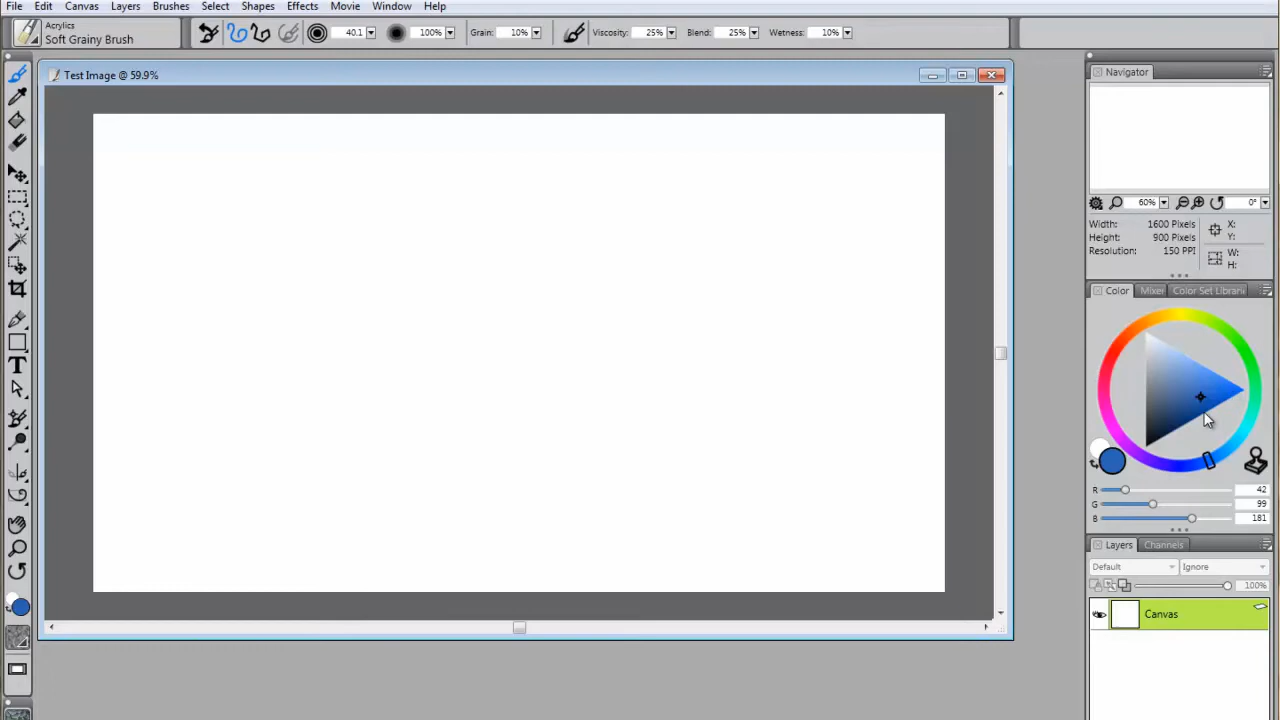 File Edit Canvas Layers Brushes Select Shapes Effects Movie Window Help
Acrylics
Soft Grainy Brush
40.1 100% Grain: 10% Viscosity: 25% Blend: 25% Wetness: 10%
Test Image @ 59.9%
Navigator
60% 0°
Width: 1600 Pixels X:
Height: 900 Pixels Y:
Resolution: 150 PPI W:
H:
Color Mixer Color Set Librari
R 42
G 99
B 181
Layers Channels
Default Ignore
100%
Canvas
T